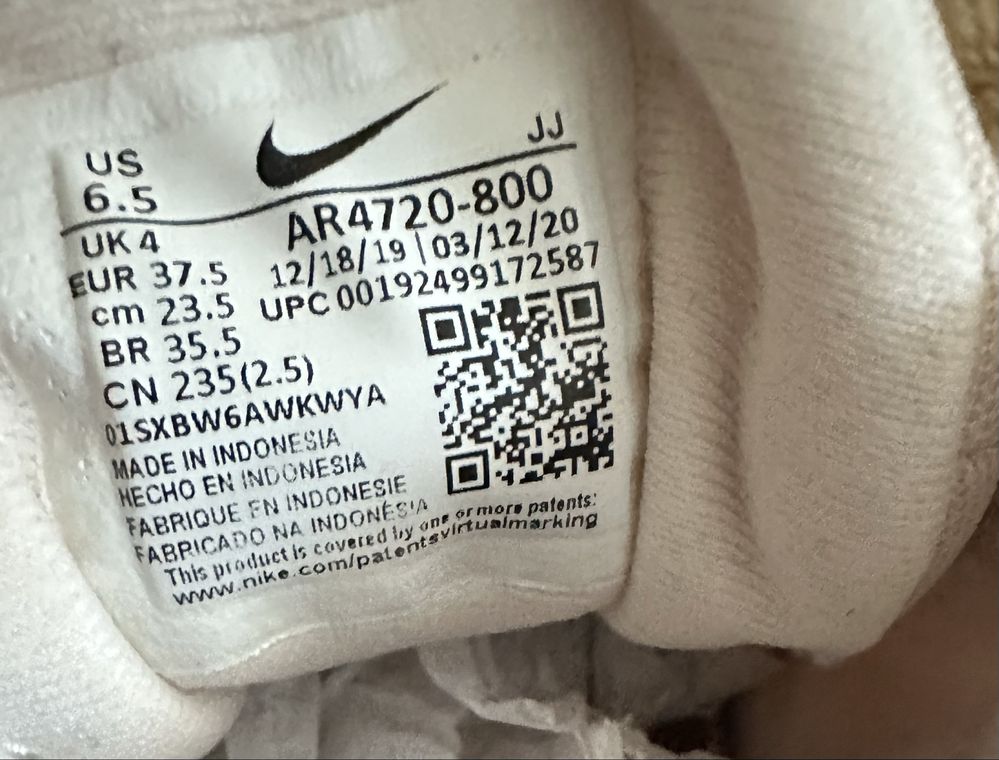 JJ
US
6.5
AR4720-800
UK 4
12/18/19 | 03/12/20
EUR 37.5
UPC 00192499172587
cm 23.5
BR 35.5
CN 235(2.5)
01SXBW6AWKWYA
MADE IN INDONESIA
HECHO EN INDONESIA
FABRIQUE EN INDONESIE
FABRICADO NA INDONÉSIA
This product is covered by one or more patents:
www.nike.com/patentsvirtualmarking